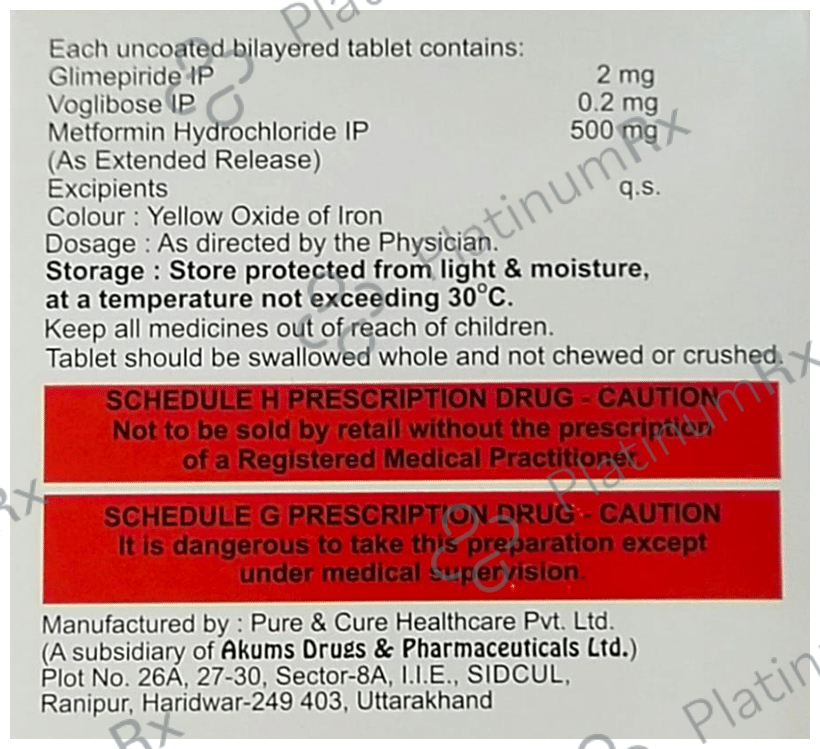 Each uncoated bilayered tablet contains:
Glimepiride IP 2 mg
Voglibose IP 0.2 mg
Metformin Hydrochloride IP 500 mg
(As Extended Release)
Excipients q.s.
Colour : Yellow Oxide of Iron
Dosage : As directed by the Physician.
Storage : Store protected from light & moisture,
at a temperature not exceeding 30°C.
Keep all medicines out of reach of children.
Tablet should be swallowed whole and not chewed or crushed.
SCHEDULE H PRESCRIPTION DRUG - CAUTION
Not to be sold by retail without the prescription
of a Registered Medical Practitioner.
SCHEDULE G PRESCRIPTION DRUG - CAUTION
It is dangerous to take this preparation except
under medical supervision.
Manufactured by : Pure & Cure Healthcare Pvt. Ltd.
(A subsidiary of Akums Drugs & Pharmaceuticals Ltd.)
Plot No. 26A, 27-30, Sector-8A, I.I.E., SIDCUL,
Ranipur, Haridwar-249 403, Uttarakhand
Platinu
PlatinumRx
PlatinumRx
Rx
Rx
Platin